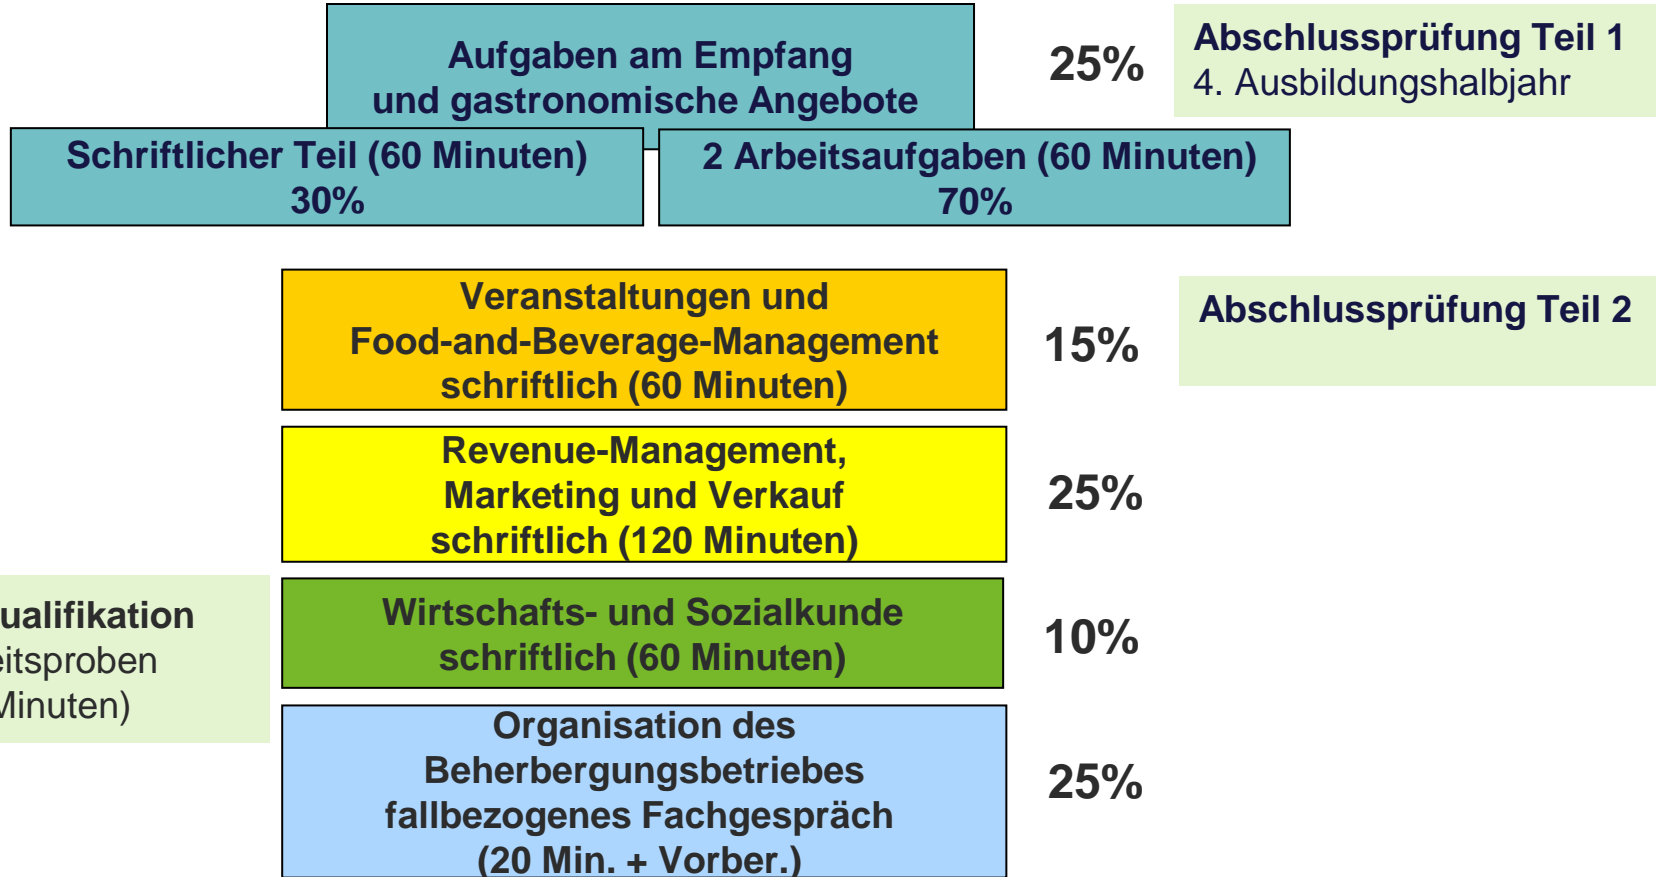 Aufgaben am Empfang
und gastronomische Angebote
25%
Abschlussprüfung Teil 1
4. Ausbildungshalbjahr
Schriftlicher Teil (60 Minuten)
30%
2 Arbeitsaufgaben (60 Minuten)
70%
Veranstaltungen und
Food-and-Beverage-Management
schriftlich (60 Minuten)
15%
Abschlussprüfung Teil 2
Revenue-Management,
Marketing und Verkauf
schriftlich (120 Minuten)
25%
ualifikation
eitsproben
Minuten)
Wirtschafts- und Sozialkunde
schriftlich (60 Minuten)
10%
Organisation des
Beherbergungsbetriebes
fallbezogenes Fachgespräch
(20 Min. + Vorber.)
25%